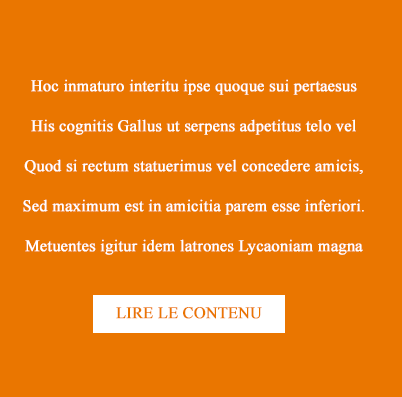 Hoc inmaturo interitu ipse quoque sui pertaesus
His cognitis Gallus ut serpens adpetitus telo vel
Quod si rectum statuerimus vel concedere amicis,
Sed maximum est in amicitia parem esse inferiori.
Metuentes igitur idem latrones Lycaoniam magna
LIRE LE CONTENU